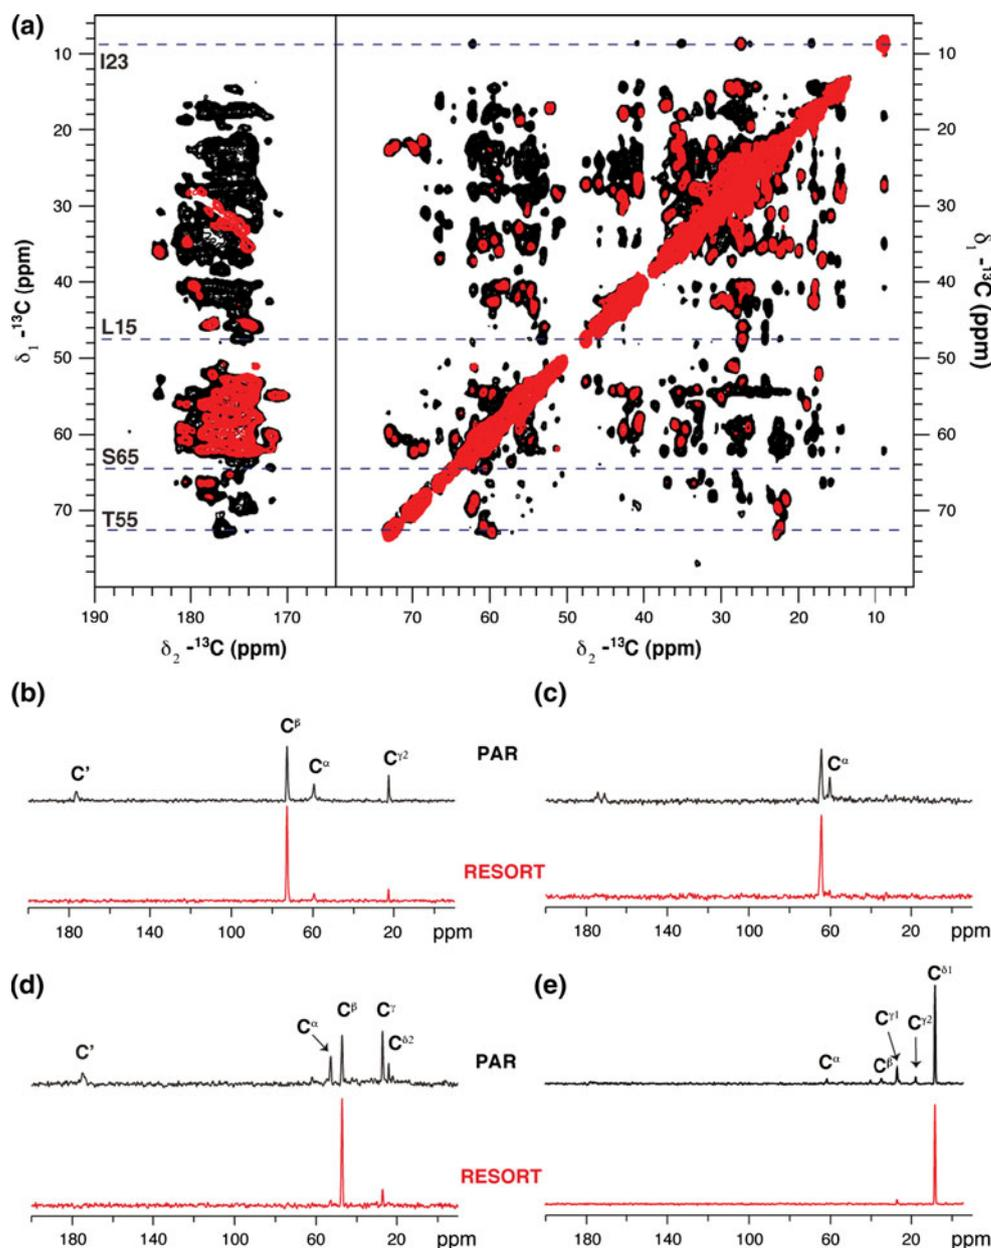 (a)
10
20
30
40
50
60
70
I23
L15
S65
T55
δ₁ -¹³C (ppm)
10
20
30
40
50
60
70
δ₁ -¹³C (ppm)
190 180 170 70 60 50 40 30 20 10
δ₂ -¹³C (ppm) δ₂ -¹³C (ppm)
(b)
C' Cᵝ Cᵅ Cᵞ²
PAR
RESORT
180 140 100 60 20 ppm
(c)
Cᵅ
180 140 100 60 20 ppm
(d)
C' Cᵅ Cᵝ Cᵞ Cᵟ²
PAR
RESORT
180 140 100 60 20 ppm
(e)
Cᵅ Cᵝ Cᵞ¹ Cᵞ² Cᵟ¹
180 140 100 60 20 ppm